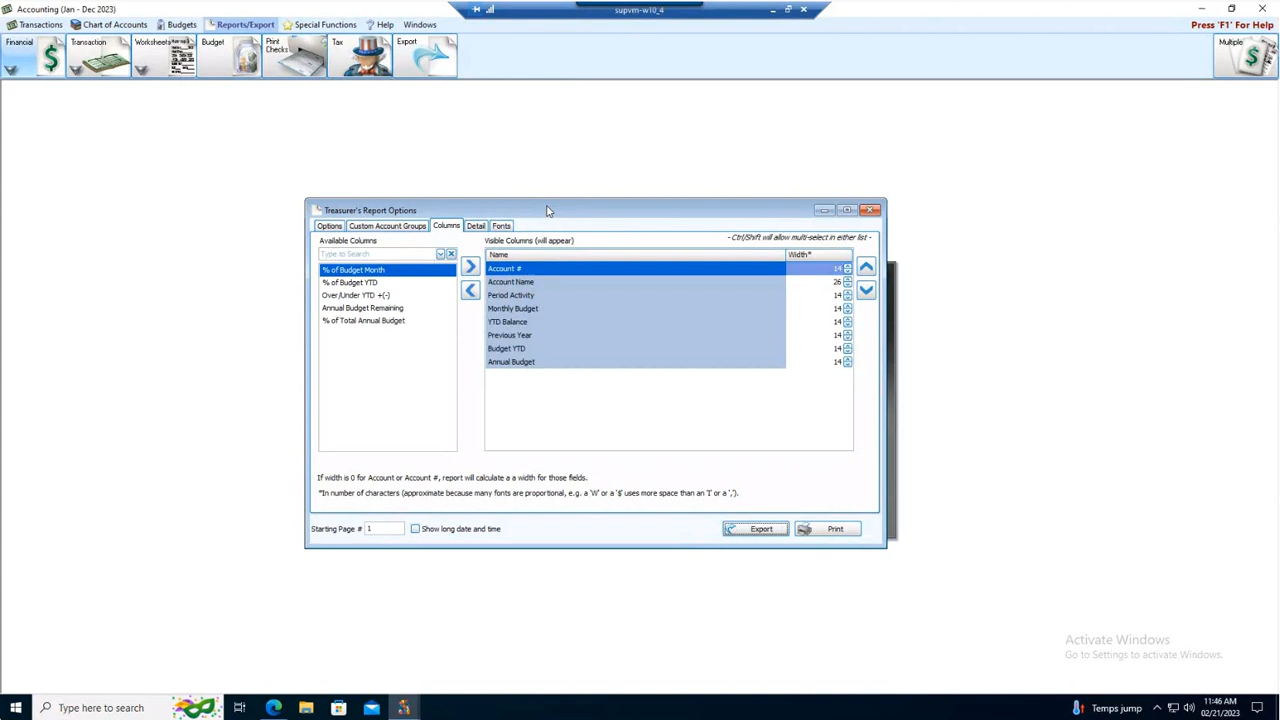 Accounting (Jan - Dec 2023)
supvm-w10_4
Transactions
Chart of Accounts
Budgets
Reports/Export
Special Functions
Help
Windows
Press 'F1' For Help
Financial
Transaction
Worksheets
Budget
Print
Checks
Tax
Export
Multiple
Treasurer's Report Options
Options
Custom Account Groups
Columns
Detail
Fonts
- Ctrl/Shift will allow multi-select in either list -
Available Columns
Visible Columns (will appear)
Type to Search
Name
Width*
% of Budget Month
% of Budget YTD
Over/Under YTD +(-)
Annual Budget Remaining
% of Total Annual Budget
Account # 14
Account Name 26
Period Activity 14
Monthly Budget 14
YTD Balance 14
Previous Year 14
Budget YTD 14
Annual Budget 14
If width is 0 for Account or Account #, report will calculate a a width for those fields.
*In number of characters (approximate because many fonts are proportional, e.g. a 'W' or a '$' uses more space than an 'I' or a ',').
Starting Page # 1
Show long date and time
Export
Print
Activate Windows
Go to Settings to activate Windows.
Type here to search
Temps jump
11:46 AM
02/21/2023